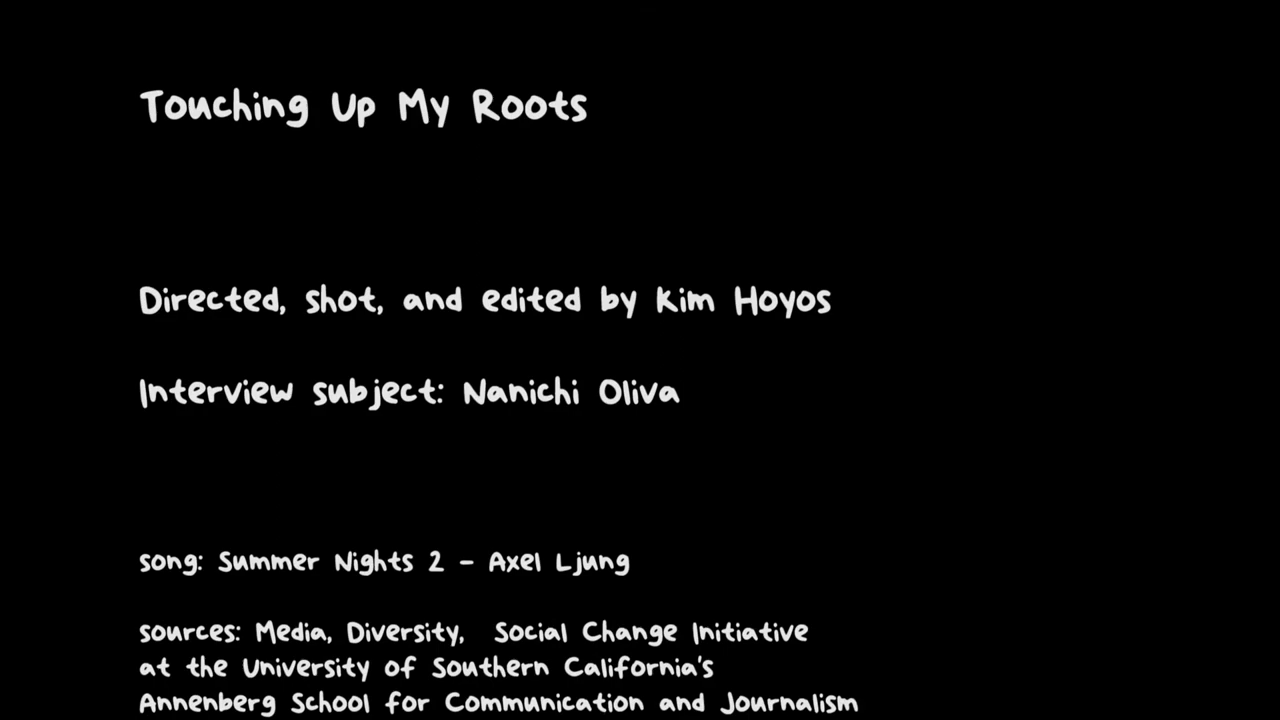 Touching Up My Roots
Directed, shot, and edited by Kim Hoyos
Interview subject: Nanichi Oliva
song: Summer Nights 2 - Axel Ljung
sources: Media, Diversity,  Social Change Initiative
at the University of Southern California's
Annenberg School for Communication and Journalism